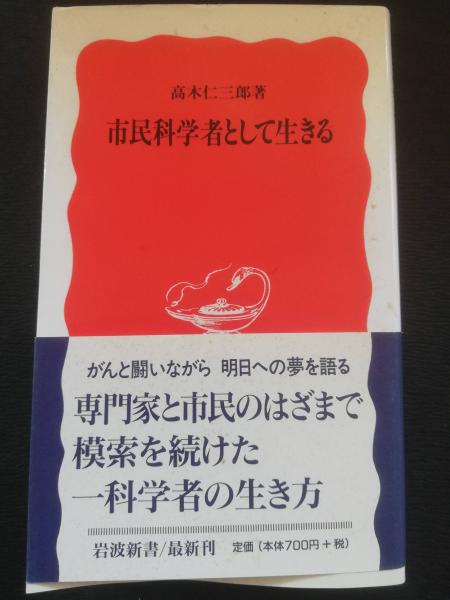 高木仁三郎著
市民科学者として生きる
がんと闘いながら 明日への夢を語る
専門家と市民のはざまで
模索を続けた
一科学者の生き方
岩波新書/最新刊 定価（本体700円＋税）